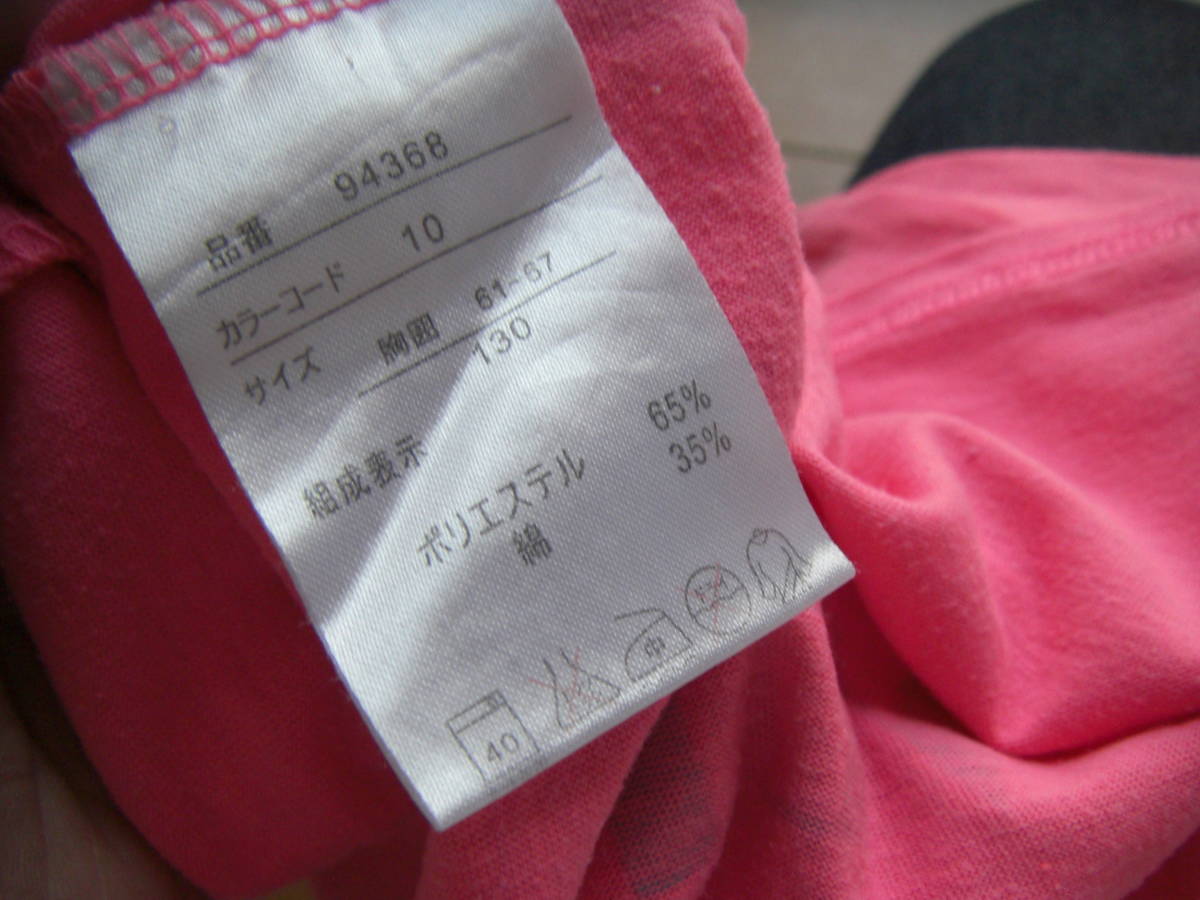 品番 94368
カラーコード 10
サイズ 胸囲 61-67
130
組成表示
ポリエステル 65%
綿 35%
40 中